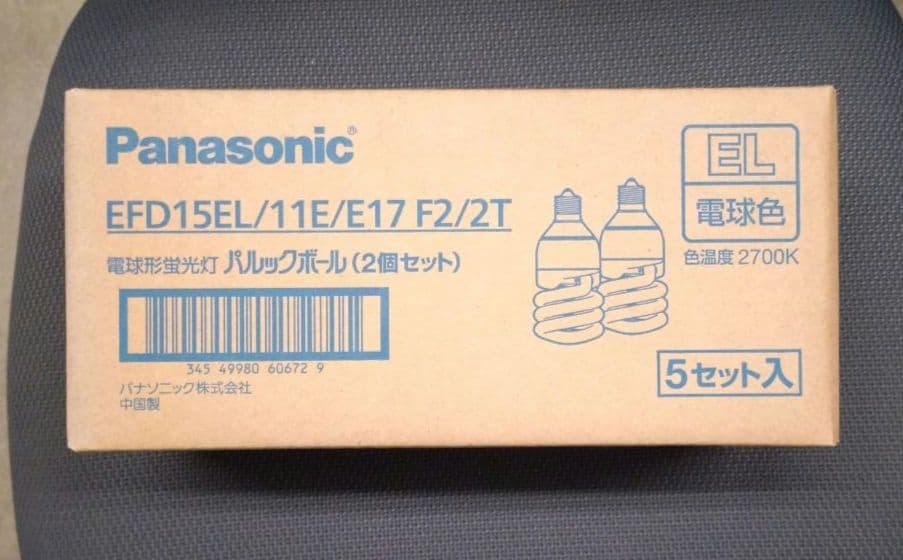 Panasonic®
EFD15EL/11E/E17 F2/2T
電球形蛍光灯 パルックボール(2個セット)
345 49980 60672 9
パナソニック株式会社
中国製
EL
電球色
色温度 2700K
5セット入